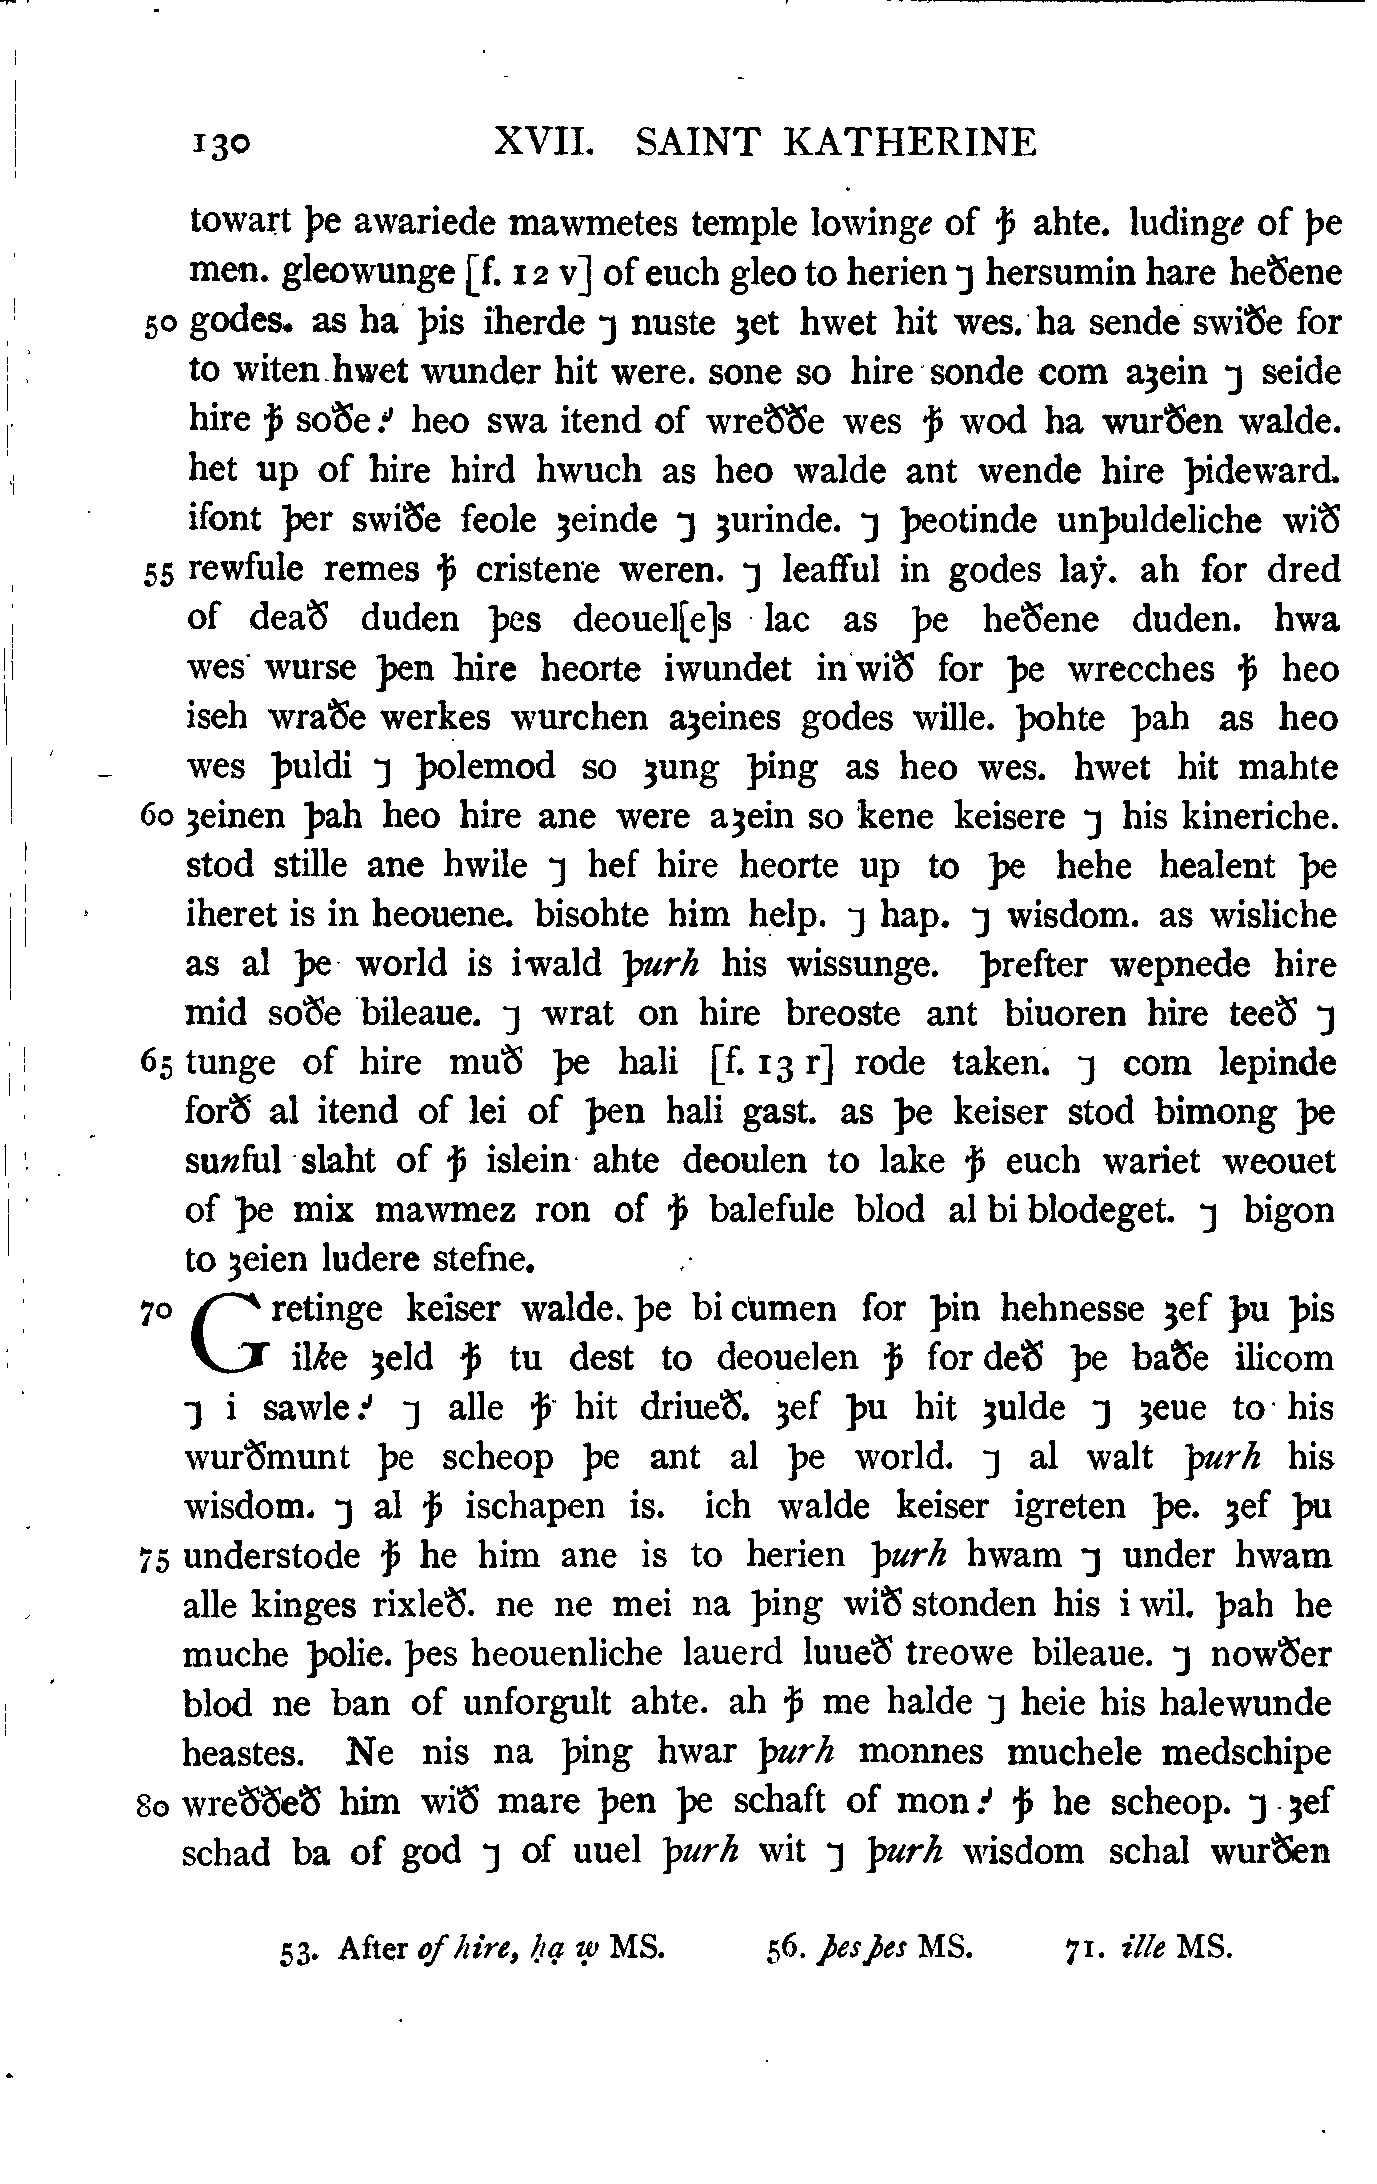 130 XVII. SAINT KATHERINE
towart þe awariede mawmetes temple lowinge of ꝥ ahte. ludinge of þe
men. gleowunge [f. 12 v] of euch gleo to herien ⁊ hersumin hare heðene
50 godes. as ha þis iherde ⁊ nuste ȝet hwet hit wes. ha sende swiðe for
to witen hwet wunder hit were. sone so hire sonde com aȝein ⁊ seide
hire ꝥ soðe⹎ heo swa itend of wreððe wes ꝥ wod ha wurðen walde.
het up of hire hird hwuch as heo walde ant wende hire þideward.
ifont þer swiðe feole ȝeinde ⁊ ȝurinde. ⁊ þeotinde unþuldeliche wið
55 rewfule remes ꝥ cristene weren. ⁊ leafful in godes laẏ. ah for dred
of deað duden þes deouel[e]s lac as þe heðene duden. hwa
wes wurse þen hire heorte iwundet in wið for þe wrecches ꝥ heo
iseh wraðe werkes wurchen aȝeines godes wille. þohte þah as heo
wes þuldi ⁊ þolemod so ȝung þing as heo wes. hwet hit mahte
60 ȝeinen þah heo hire ane were aȝein so kene keisere ⁊ his kineriche.
stod stille ane hwile ⁊ hef hire heorte up to þe hehe healent þe
iheret is in heouene. bisohte him help. ⁊ hap. ⁊ wisdom. as wisliche
as al þe world is iwald þurh his wissunge. þrefter wepnede hire
mid soðe bileaue. ⁊ wrat on hire breoste ant biuoren hire teeð ⁊
65 tunge of hire muð þe hali [f. 13 r] rode taken. ⁊ com lepinde
forð al itend of lei of þen hali gast. as þe keiser stod bimong þe
sunful slaht of ꝥ islein ahte deoulen to lake ꝥ euch wariet weouet
of þe mix mawmez ron of ꝥ balefule blod al bi blodeget. ⁊ bigon
to ȝeien ludere stefne.
70 Gretinge keiser walde. þe bi cumen for þin hehnesse ȝef þu þis
ilke ȝeld ꝥ tu dest to deouelen ꝥ for deð þe baðe ilicom
⁊ i sawle⹎ ⁊ alle ꝥ hit driueð. ȝef þu hit ȝulde ⁊ ȝeue to his
wurðmunt þe scheop þe ant al þe world. ⁊ al walt þurh his
wisdom. ⁊ al ꝥ ischapen is. ich walde keiser igreten þe. ȝef þu
75 understode ꝥ he him ane is to herien þurh hwam ⁊ under hwam
alle kinges rixleð. ne ne mei na þing wið stonden his i wil. þah he
muche þolie. þes heouenliche lauerd luueð treowe bileaue. ⁊ nowðer
blod ne ban of unforgult ahte. ah ꝥ me halde ⁊ heie his halewunde
heastes. Ne nis na þing hwar þurh monnes muchele medschipe
80 wreððeð him wið mare þen þe schaft of mon⹎ ꝥ he scheop. ⁊ ȝef
schad ba of god ⁊ of uuel þurh wit ⁊ þurh wisdom schal wurðen
53. After of hire, ḥạ ẉ MS. 56. þes þes MS. 71. ille MS.